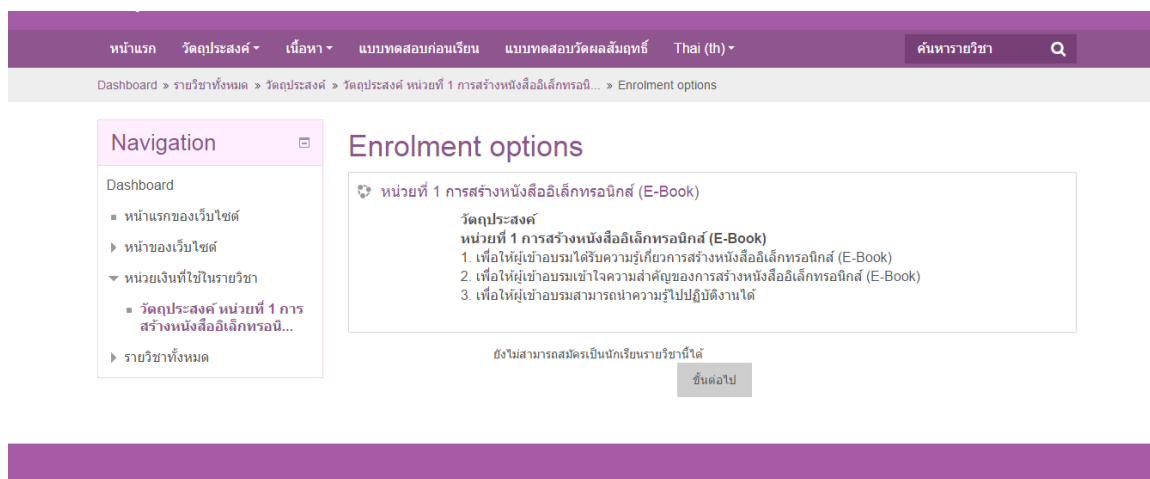 หน้าแรก วัตถุประสงค์ เนื้อหา แบบทดสอบก่อนเรียน แบบทดสอบวัดผลสัมฤทธิ์ Thai (th) ค้นหารายวิชา
Dashboard » รายวิชาทั้งหมด » วัตถุประสงค์ » วัตถุประสงค์ หน่วยที่ 1 การสร้างหนังสืออิเล็กทรอนิ... » Enrolment options
Navigation
Dashboard
หน้าแรกของเว็บไซต์
หน้าของเว็บไซต์
หน่วยเงินที่ใช้ในรายวิชา
วัตถุประสงค์ หน่วยที่ 1 การ
สร้างหนังสืออิเล็กทรอนิ...
รายวิชาทั้งหมด
Enrolment options
หน่วยที่ 1 การสร้างหนังสืออิเล็กทรอนิกส์ (E-Book)
วัตถุประสงค์
หน่วยที่ 1 การสร้างหนังสืออิเล็กทรอนิกส์ (E-Book)
1. เพื่อให้ผู้เข้าอบรมได้รับความรู้เกี่ยวการสร้างหนังสืออิเล็กทรอนิกส์ (E-Book)
2. เพื่อให้ผู้เข้าอบรมเข้าใจความสำคัญของการสร้างหนังสืออิเล็กทรอนิกส์ (E-Book)
3. เพื่อให้ผู้เข้าอบรมสามารถนำความรู้ไปปฏิบัติงานได้
ยังไม่สามารถสมัครเป็นนักเรียนรายวิชานี้ได้
ขั้นต่อไป